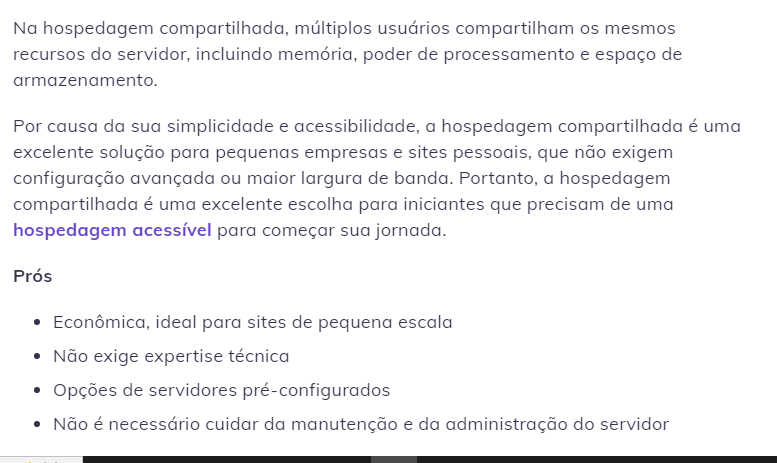 Na hospedagem compartilhada, múltiplos usuários compartilham os mesmos
recursos do servidor, incluindo memória, poder de processamento e espaço de
armazenamento.
Por causa da sua simplicidade e acessibilidade, a hospedagem compartilhada é uma
excelente solução para pequenas empresas e sites pessoais, que não exigem
configuração avançada ou maior largura de banda. Portanto, a hospedagem
compartilhada é uma excelente escolha para iniciantes que precisam de uma
hospedagem acessível para começar sua jornada.
Prós
• Econômica, ideal para sites de pequena escala
• Não exige expertise técnica
• Opções de servidores pré-configurados
• Não é necessário cuidar da manutenção e da administração do servidor